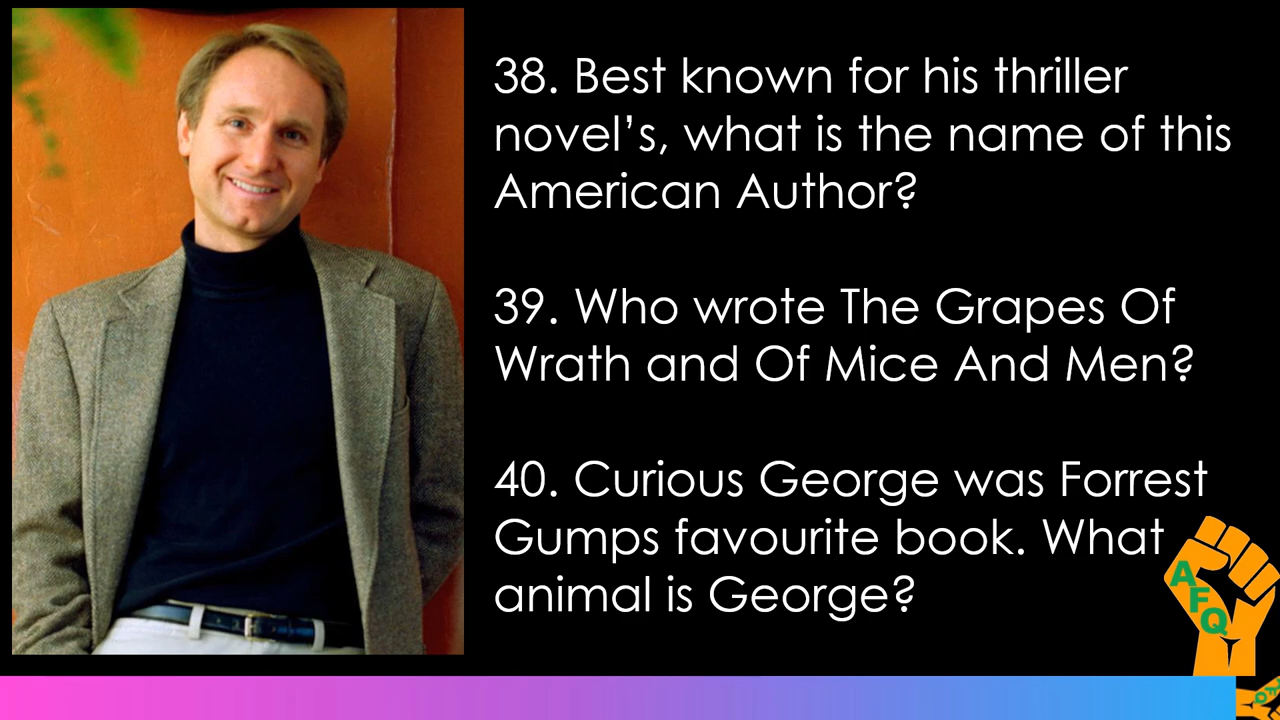 38. Best known for his thriller
novel's, what is the name of this
American Author?
39. Who wrote The Grapes Of
Wrath and Of Mice And Men?
40. Curious George was Forrest
Gumps favourite book. What
animal is George?
A
F
Q